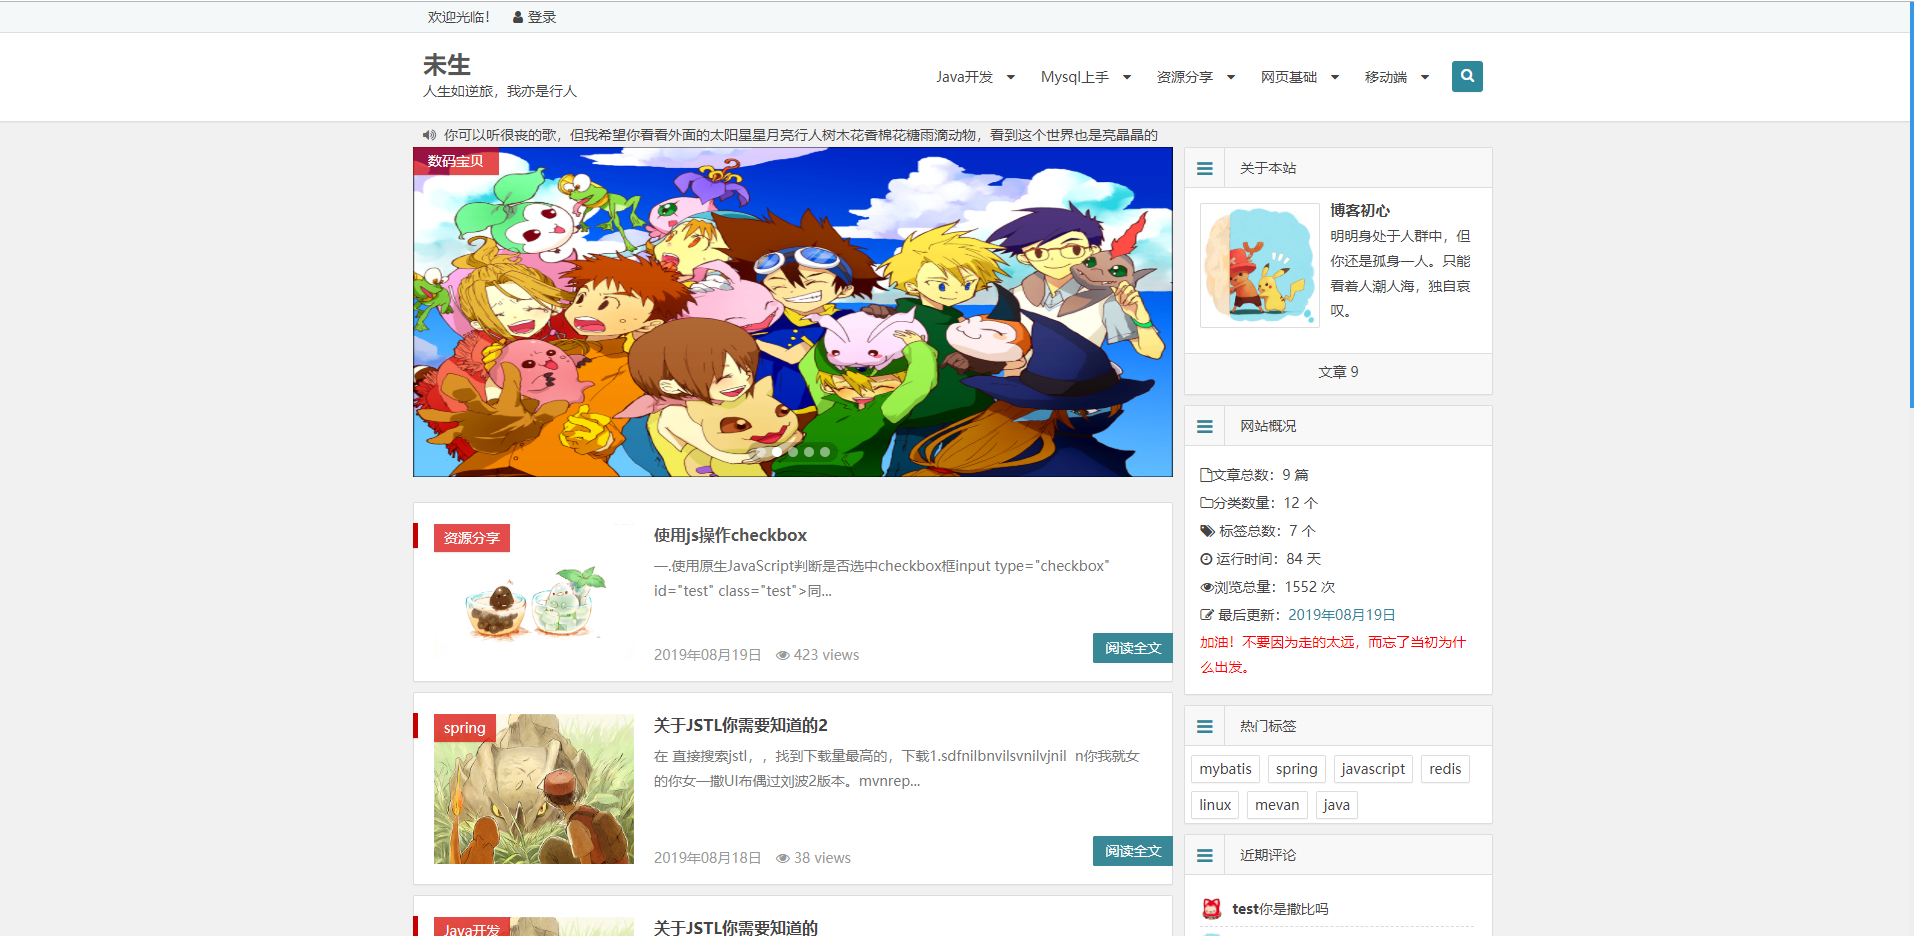 欢迎光临！ 登录
未生
人生如逆旅，我亦是行人
Java开发 Mysql上手 资源分享 网页基础 移动端
你可以听很丧的歌，但我希望你看看外面的太阳星星月亮行人树木花香棉花糖雨滴动物，看到这个世界也是亮晶晶的
数码宝贝
资源分享
使用js操作checkbox
一.使用原生JavaScript判断是否选中checkbox框input type="checkbox"
id="test" class="test">同...
2019年08月19日 423 views
阅读全文
spring
关于JSTL你需要知道的2
在 直接搜索jstl，，找到下载量最高的，下载1.sdfnilbnvilsvnilvjnil  n你我就女
的你女一撒UI布偶过刘波2版本。mvnrep...
2019年08月18日 38 views
阅读全文
Java开发
关于JSTL你需要知道的
关于本站
博客初心
明明身处于人群中，但
你还是孤身一人。只能
看着人潮人海，独自哀
叹。
文章 9
网站概况
文章总数：9 篇
分类数量：12 个
标签总数：7 个
运行时间：84 天
浏览总量：1552 次
最后更新：2019年08月19日
加油！不要因为走的太远，而忘了当初为什
么出发。
热门标签
mybatis spring javascript redis
linux mevan java
近期评论
test你是撒比吗